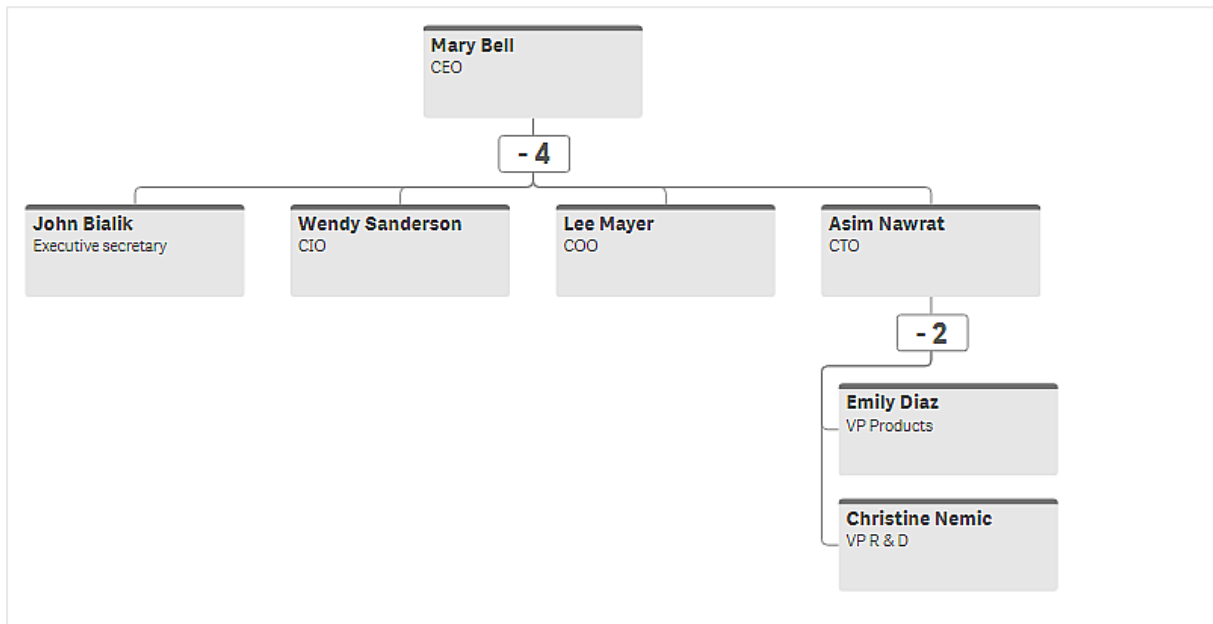 Mary Bell
CEO
- 4
John Bialik
Executive secretary
Wendy Sanderson
CIO
Lee Mayer
COO
Asim Nawrat
CTO
- 2
Emily Diaz
VP Products
Christine Nemic
VP R & D